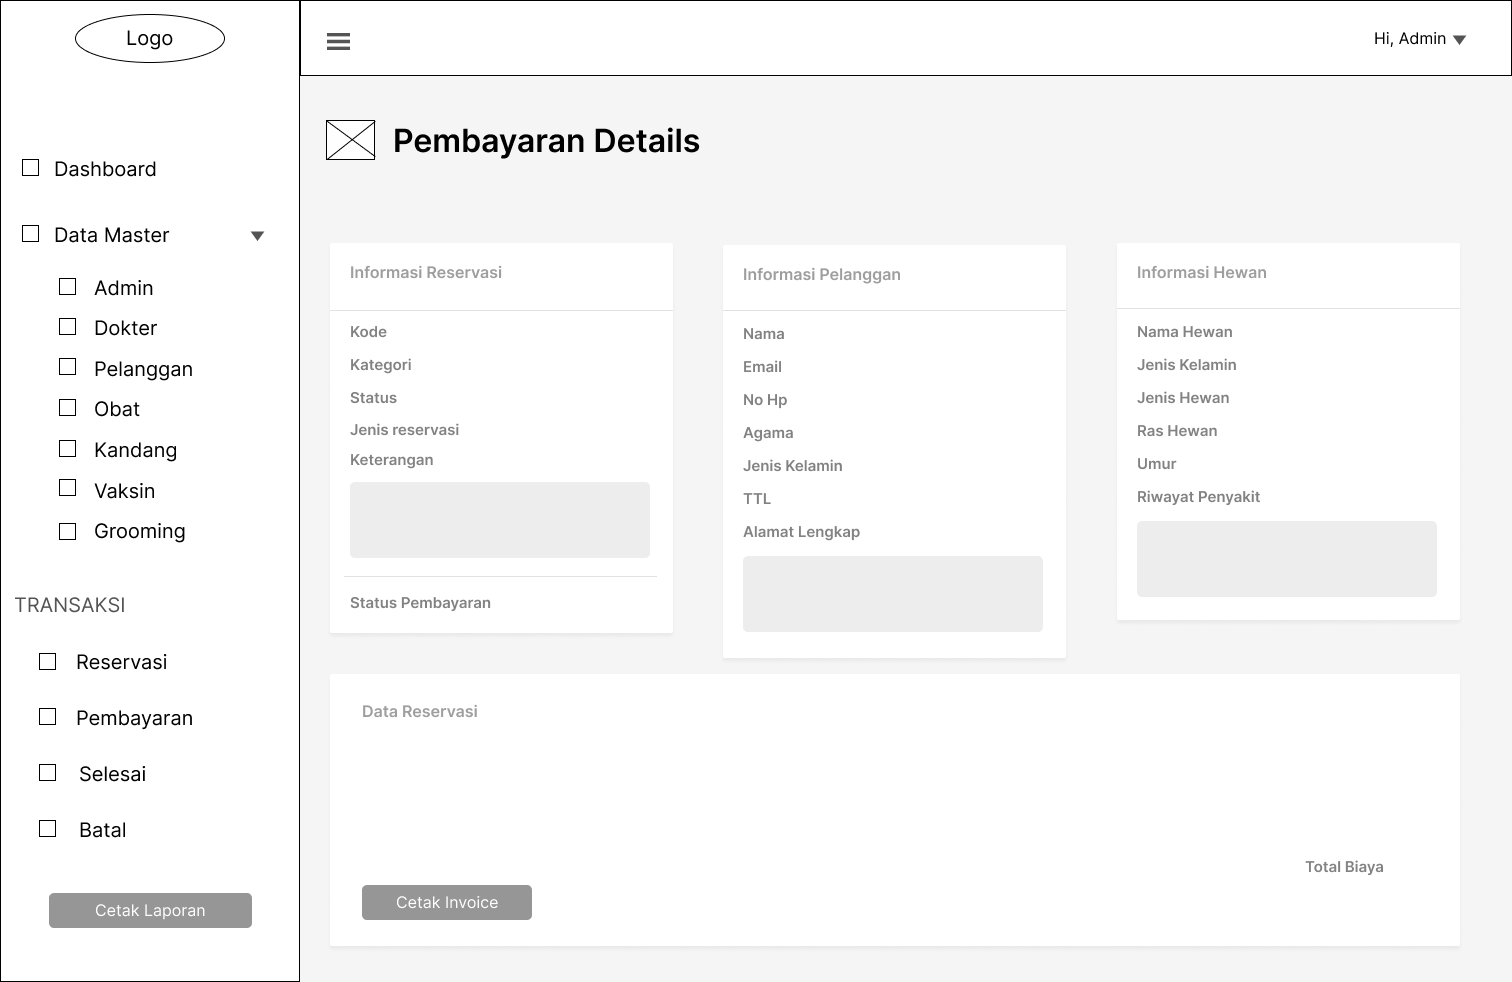 Logo
Hi, Admin
Dashboard
Data Master
Admin
Dokter
Pelanggan
Obat
Kandang
Vaksin
Grooming
TRANSAKSI
Reservasi
Pembayaran
Selesai
Batal
Cetak Laporan
Pembayaran Details
Informasi Reservasi
Kode
Kategori
Status
Jenis reservasi
Keterangan
Status Pembayaran
Informasi Pelanggan
Nama
Email
No Hp
Agama
Jenis Kelamin
TTL
Alamat Lengkap
Informasi Hewan
Nama Hewan
Jenis Kelamin
Jenis Hewan
Ras Hewan
Umur
Riwayat Penyakit
Data Reservasi
Total Biaya
Cetak Invoice